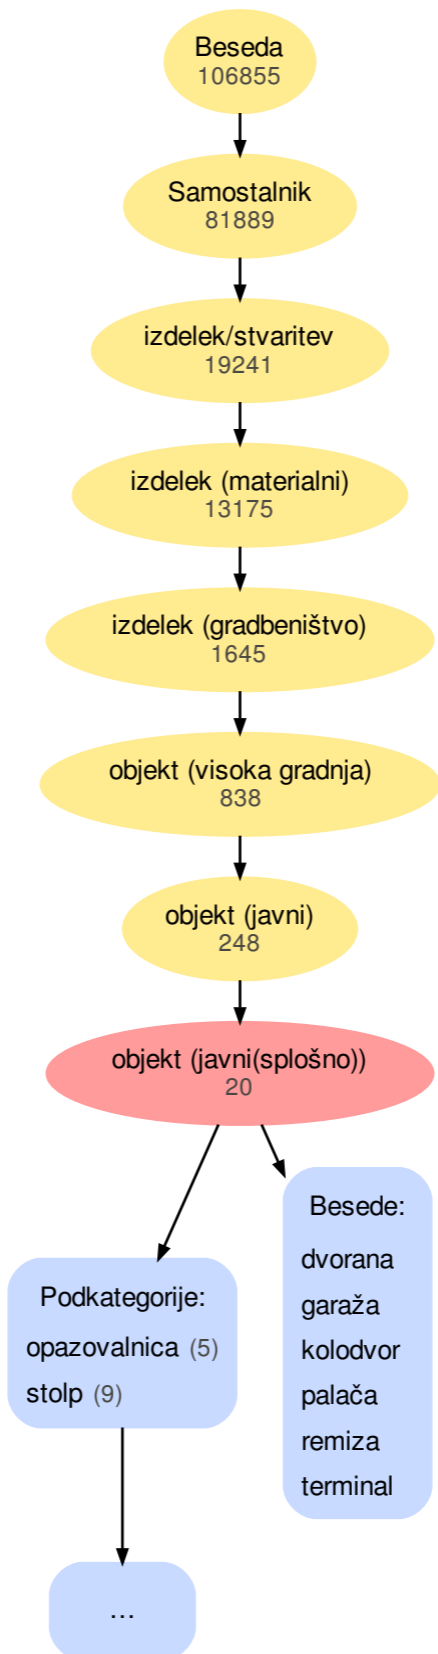 Beseda
106855
Samostalnik
81889
izdelek/stvaritev
19241
izdelek (materialni)
13175
izdelek (gradbeništvo)
1645
objekt (visoka gradnja)
838
objekt (javni)
248
objekt (javni(splošno))
20
Podkategorije:
opazovalnica (5)
stolp (9)
...
Besede:
dvorana
garaža
kolodvor
palača
remiza
terminal